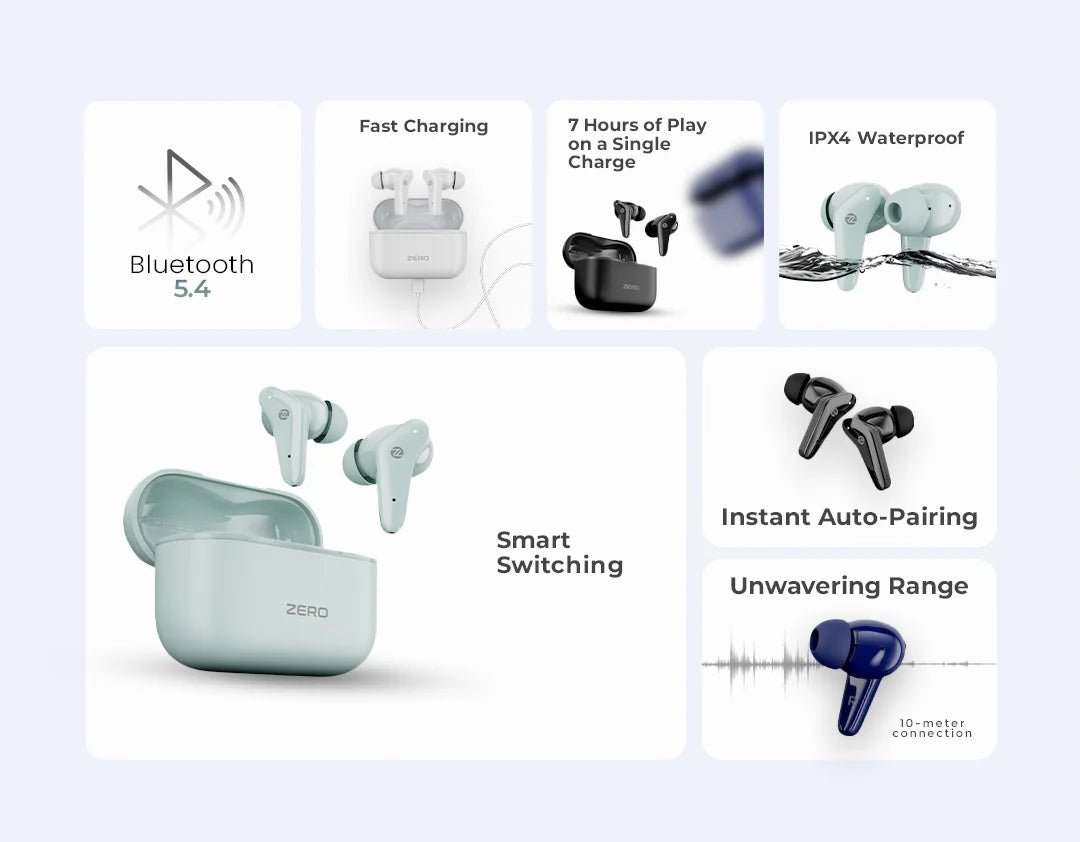 Bluetooth
5.4
Fast Charging
ZERO
7 Hours of Play
on a Single
Charge
ZERO
IPX4 Waterproof
Smart
Switching
ZERO
Instant Auto-Pairing
Unwavering Range
10-meter
connection